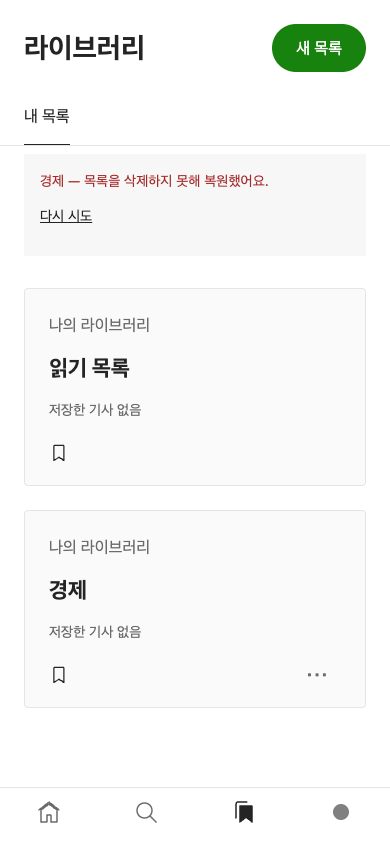 라이브러리
새 목록
내 목록
경제 — 목록을 삭제하지 못해 복원했어요.
다시 시도
나의 라이브러리
읽기 목록
저장한 기사 없음
나의 라이브러리
경제
저장한 기사 없음